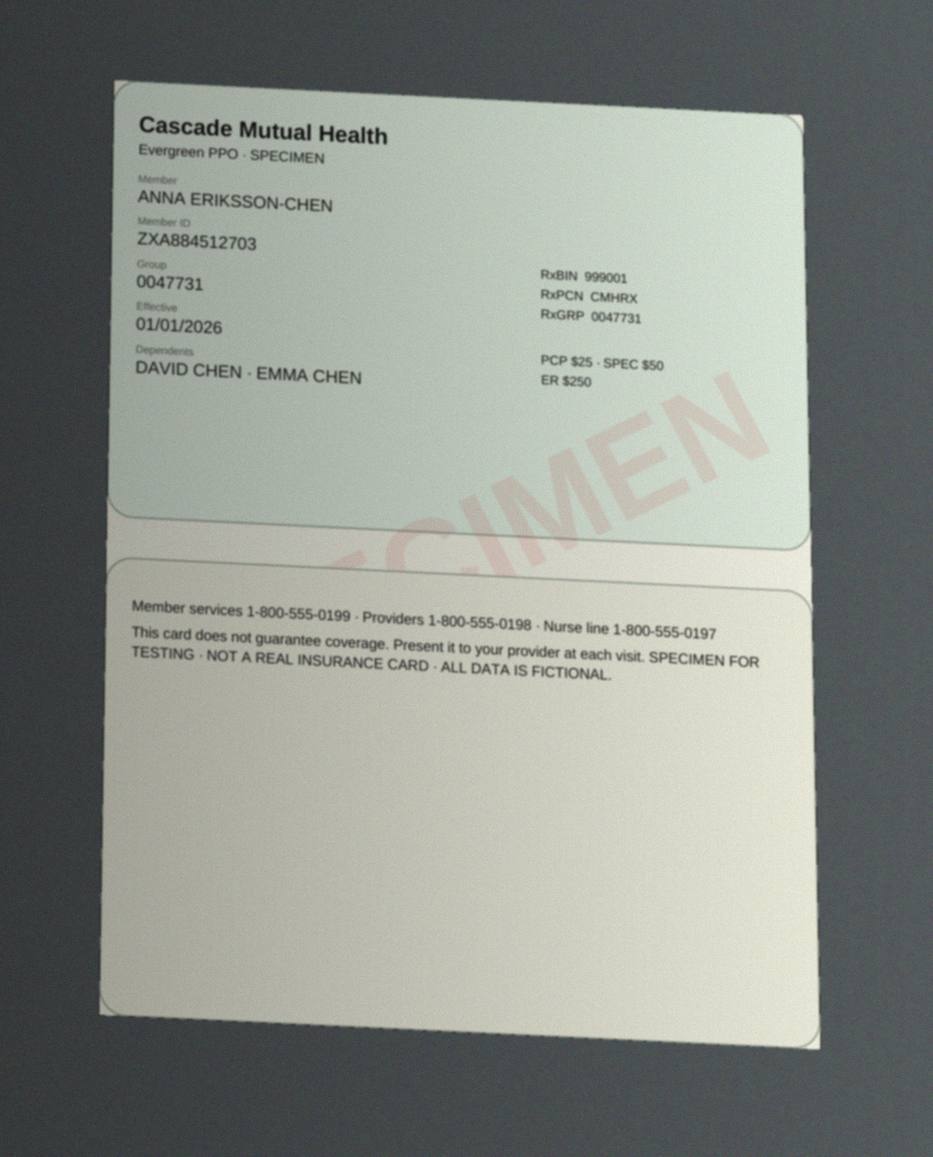 Cascade Mutual Health
Evergreen PPO · SPECIMEN
Member
ANNA ERIKSSON-CHEN
Member ID
ZXA884512703
Group
0047731
Effective
01/01/2026
Dependents
DAVID CHEN · EMMA CHEN
RxBIN 999001
RxPCN CMHRX
RxGRP 0047731
PCP $25 · SPEC $50
ER $250
ECIMEN
Member services 1-800-555-0199 · Providers 1-800-555-0198 · Nurse line 1-800-555-0197
This card does not guarantee coverage. Present it to your provider at each visit. SPECIMEN FOR
TESTING · NOT A REAL INSURANCE CARD · ALL DATA IS FICTIONAL.